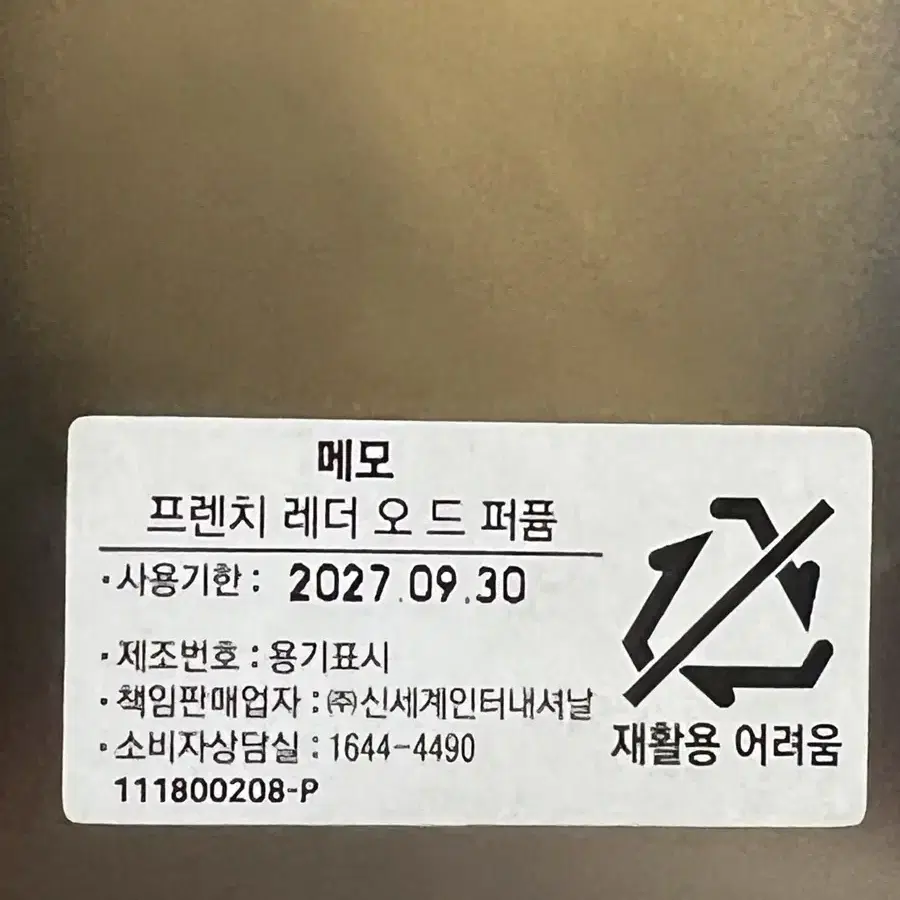 메모
프렌치 레더 오 드 퍼퓸
·사용기한 : 2027.09.30
·제조번호 : 용기표시
·책임판매업자 : ㈜신세계인터내셔날
·소비자상담실 : 1644-4490
111800208-P
재활용 어려움